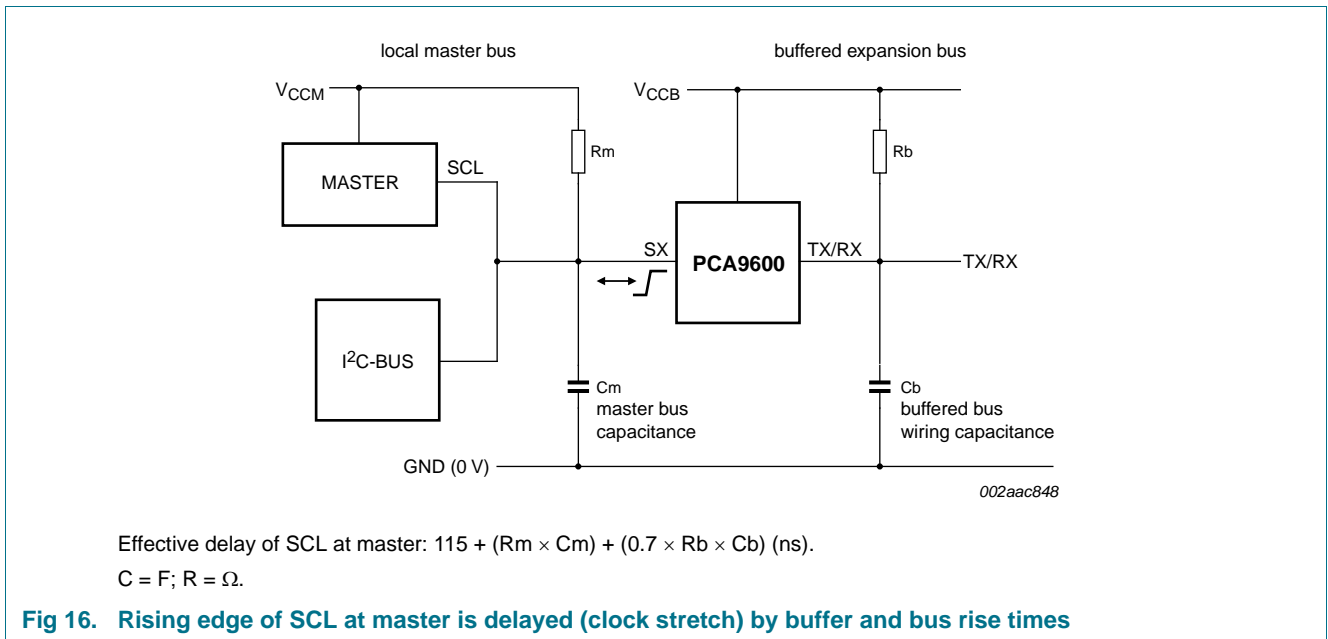 local master bus
buffered expansion bus
VCCM
VCCB
Rm
Rb
MASTER
SCL
SX
PCA9600
TX/RX
TX/RX
I2C-BUS
Cm
master bus
capacitance
Cb
buffered bus
wiring capacitance
GND (0 V)
002aac848
Effective delay of SCL at master: 115 + (Rm × Cm) + (0.7 × Rb × Cb) (ns).
C = F; R = Ω.
Fig 16. Rising edge of SCL at master is delayed (clock stretch) by buffer and bus rise times